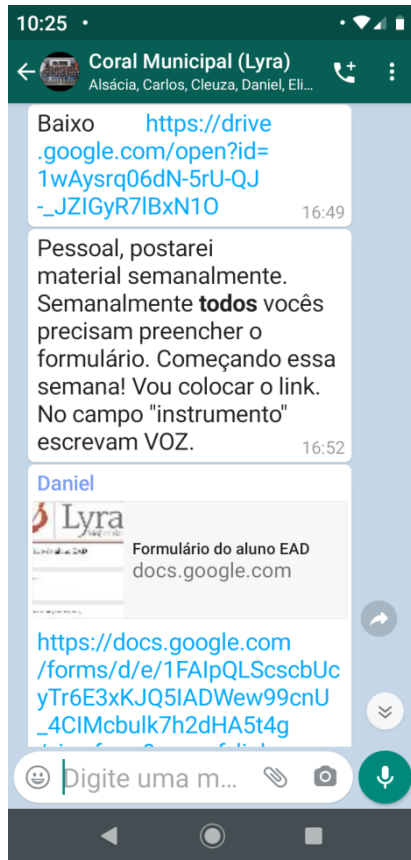 10:25
Coral Municipal (Lyra)
Alsácia, Carlos, Cleuza, Daniel, Eli...
Baixo https://drive
.google.com/open?id=
1wAysrq06dN-5rU-QJ
-_JZIGyR7lBxN1O
16:49
Pessoal, postarei
material semanalmente.
Semanalmente todos vocês
precisam preencher o
formulário. Começando essa
semana! Vou colocar o link.
No campo "instrumento"
escrevam VOZ.
16:52
Daniel
Lyra
Formulário do aluno EAD
docs.google.com
https://docs.google.com
/forms/d/e/1FAIpQLScscbUc
yTr6E3xKJQ5IADWew99cnU
_4CIMcbulk7h2dHA5t4g
Digite uma m...